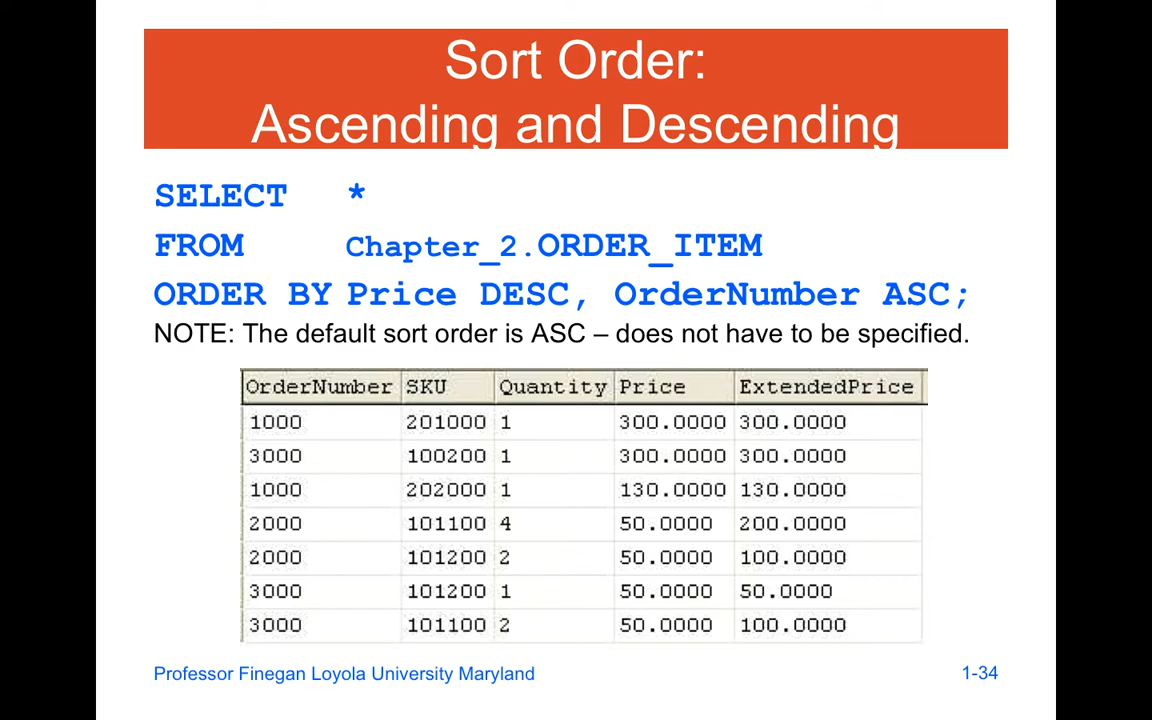 Sort Order:
Ascending and Descending
SELECT *
FROM Chapter_2.ORDER_ITEM
ORDER BY Price DESC, OrderNumber ASC;
NOTE: The default sort order is ASC – does not have to be specified.
OrderNumber SKU Quantity Price ExtendedPrice
1000 201000 1 300.0000 300.0000
3000 100200 1 300.0000 300.0000
1000 202000 1 130.0000 130.0000
2000 101100 4 50.0000 200.0000
2000 101200 2 50.0000 100.0000
3000 101200 1 50.0000 50.0000
3000 101100 2 50.0000 100.0000
Professor Finegan Loyola University Maryland 1-34